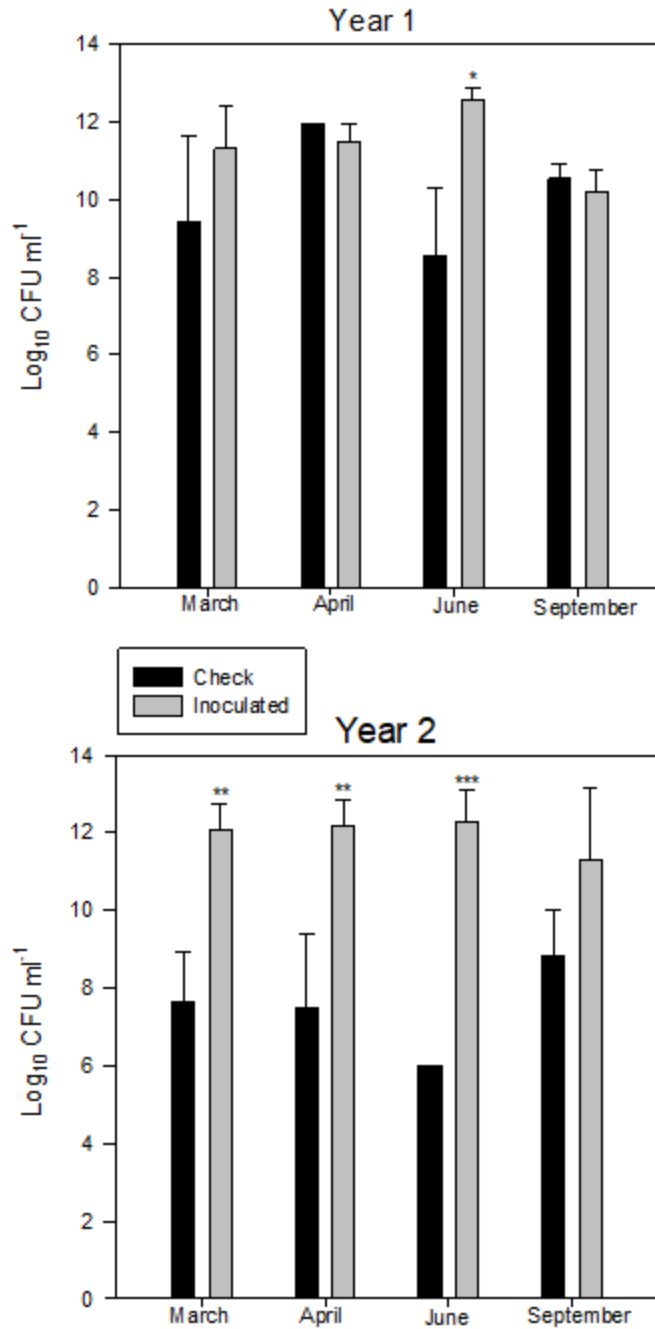 Year 1
14
12
10
8
6
4
2
0
Log₁₀ CFU ml⁻¹
*
March April June September
Check
Inoculated
Year 2
14
12
10
8
6
4
2
0
Log₁₀ CFU ml⁻¹
** ** ***
March April June September